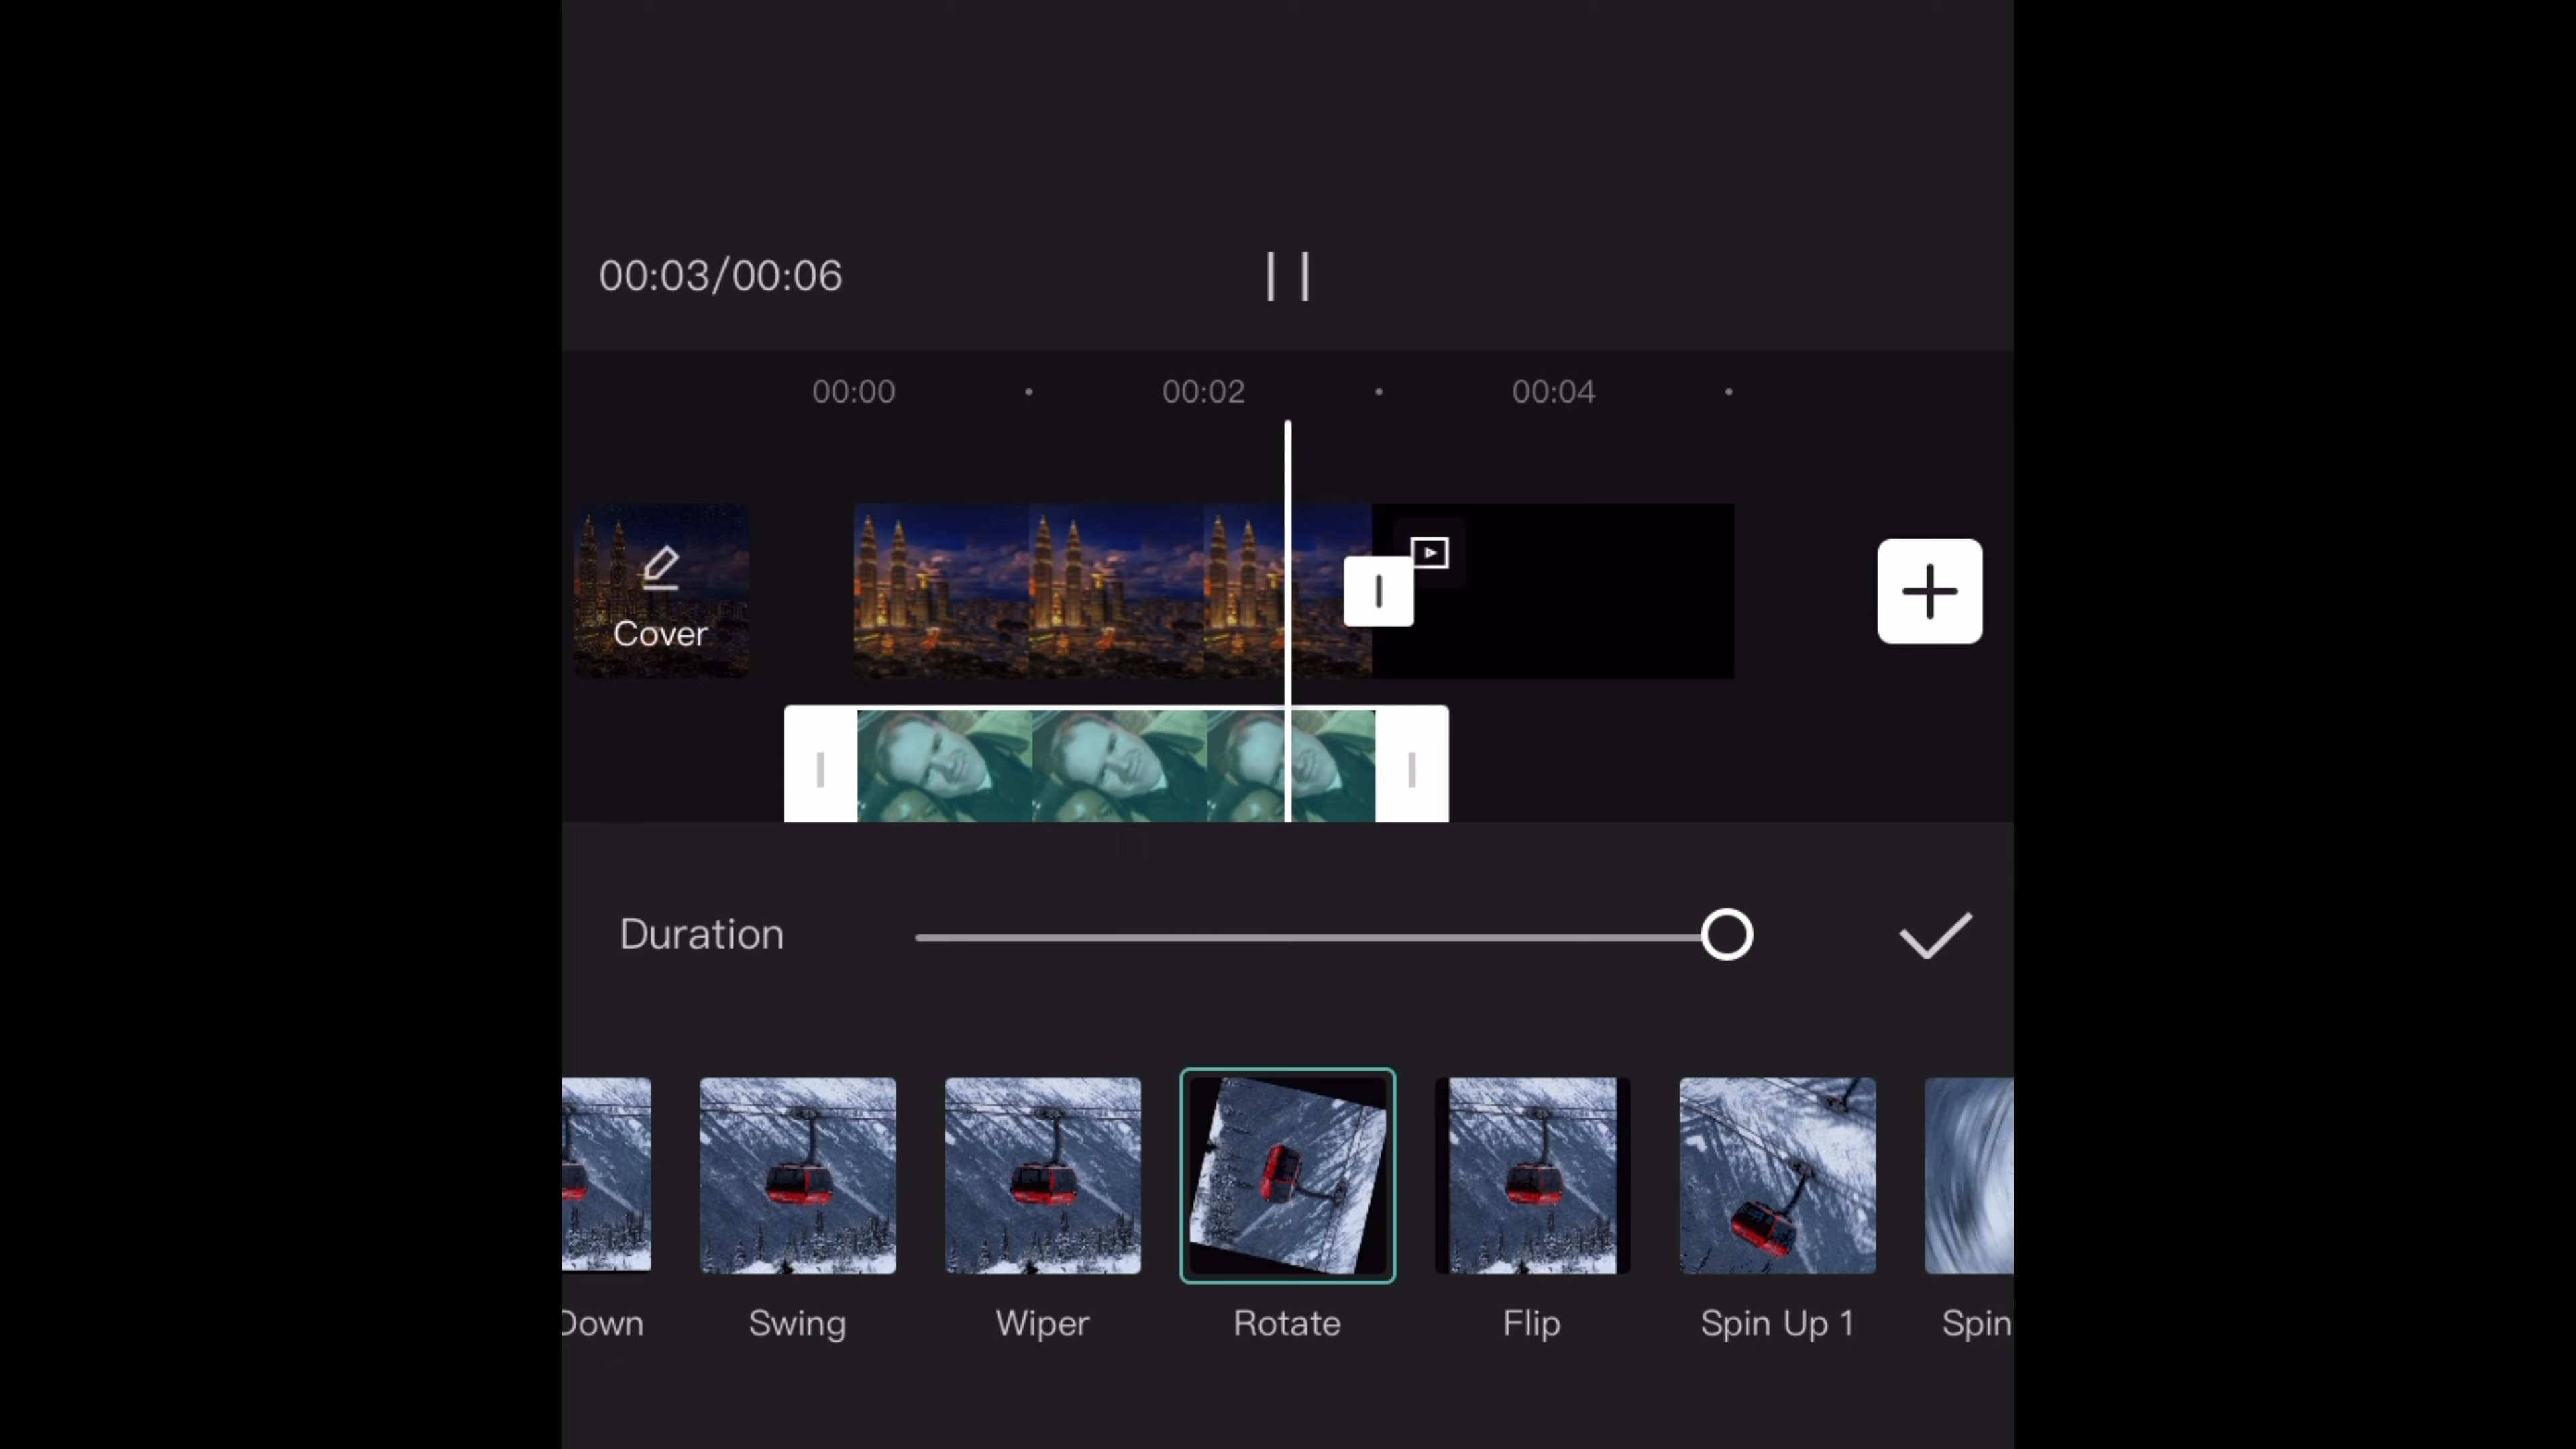 00:03/00:06
00:00 00:02 00:04
Cover
Duration
Down Swing Wiper Rotate Flip Spin Up 1 Spin